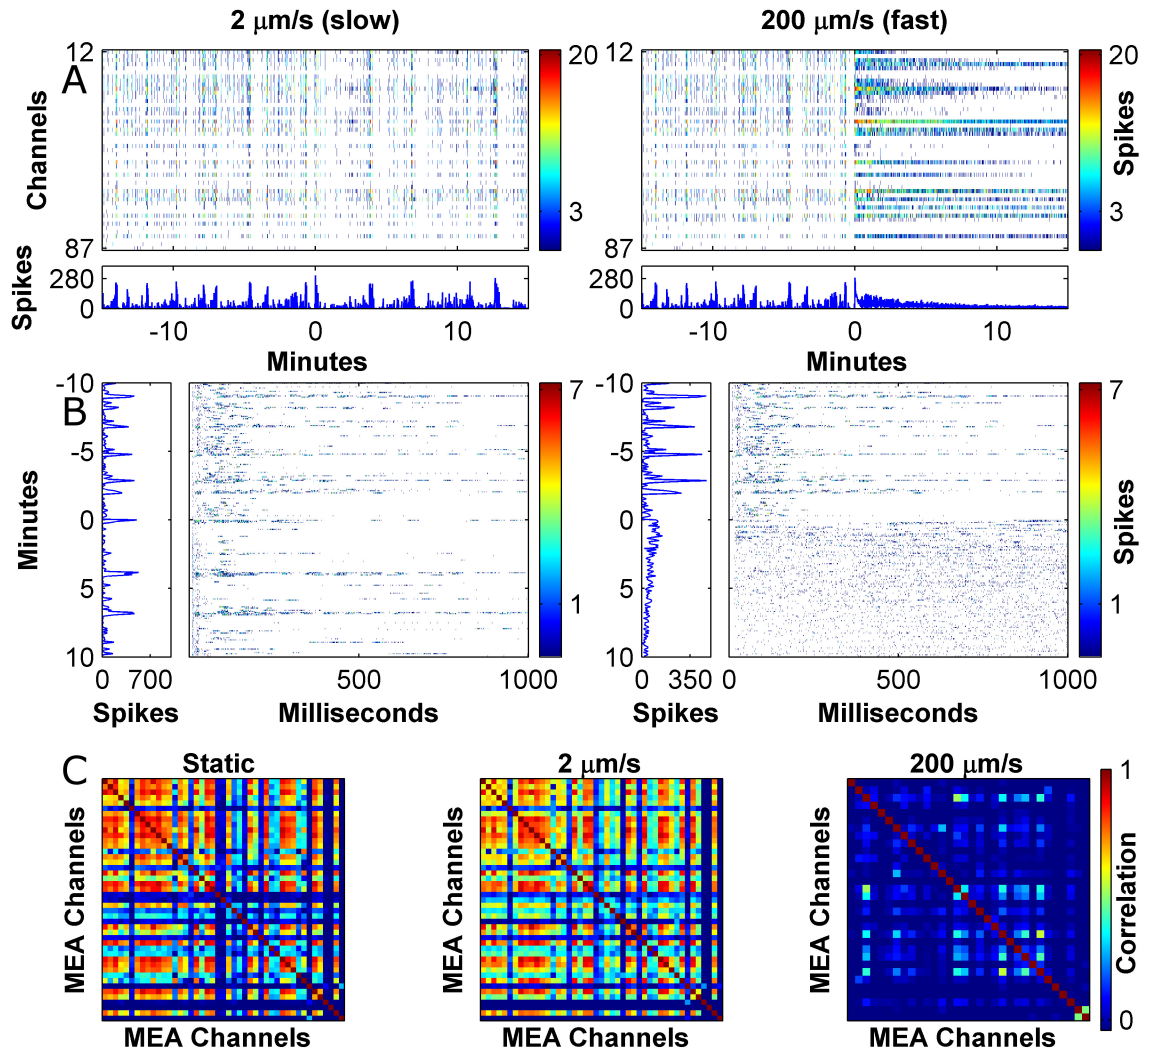 2 μm/s (slow)
200 μm/s (fast)
A
Channels
12
87
20
3
12
87
20
3
Spikes
Spikes
280
0
-10
0
10
Minutes
280
0
-10
0
10
Minutes
B
Minutes
-10
-5
0
5
10
0 700
Spikes
500
1000
Milliseconds
7
1
-10
-5
0
5
10
0 350
Spikes
0
500
1000
Milliseconds
7
1
Spikes
C
Static
MEA Channels
MEA Channels
2 μm/s
MEA Channels
MEA Channels
200 μm/s
MEA Channels
MEA Channels
1
0
Correlation